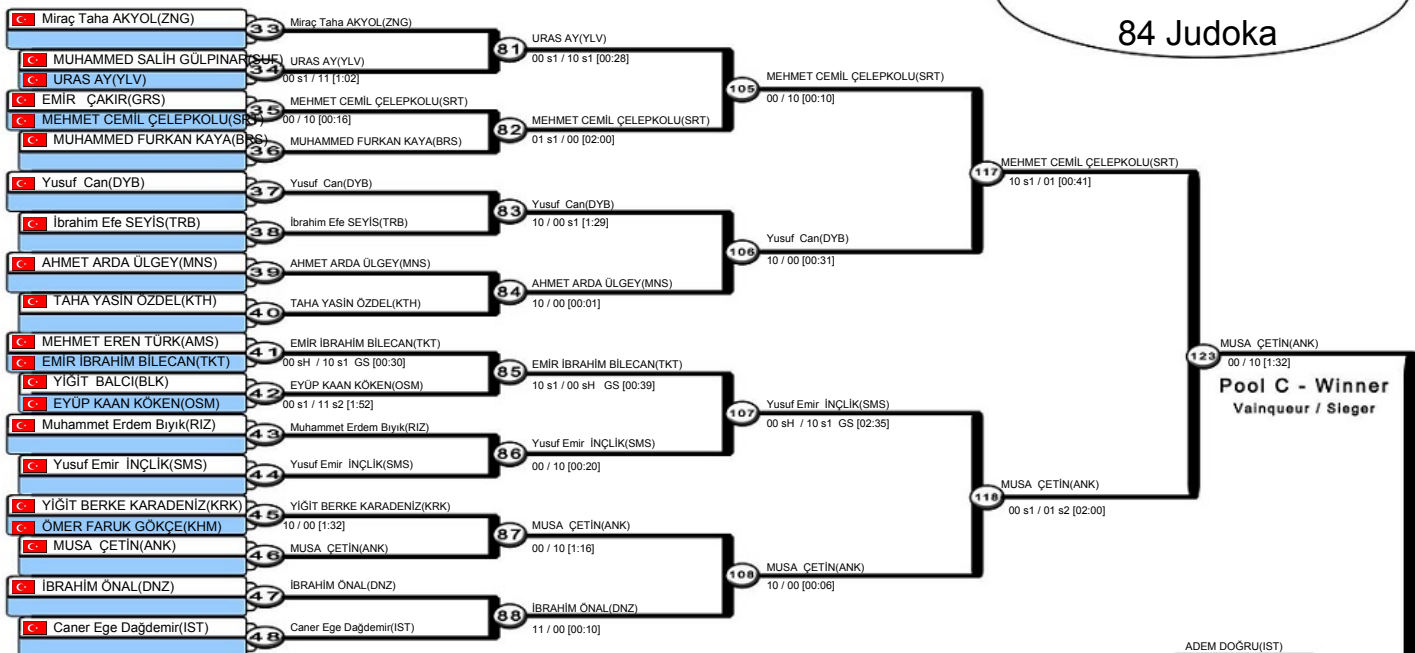 84 Judoka
Miraç Taha AKYOL(ZNG)
MUHAMMED SALİH GÜLPINAR(SUF)
URAS AY(YLV)
EMİR ÇAKIR(GRS)
MEHMET CEMİL ÇELEPKOLU(SRT)
MUHAMMED FURKAN KAYA(BRS)
Yusuf Can(DYB)
İbrahim Efe SEYİS(TRB)
AHMET ARDA ÜLGEY(MNS)
TAHA YASİN ÖZDEL(KTH)
MEHMET EREN TÜRK(AMS)
EMİR İBRAHİM BİLECAN(TKT)
YİĞİT BALCI(BLK)
EYÜP KAAN KÖKEN(OSM)
Muhammet Erdem Bıyık(RIZ)
Yusuf Emir İNÇLİK(SMS)
YİĞİT BERKE KARADENİZ(KRK)
ÖMER FARUK GÖKÇE(KHM)
MUSA ÇETİN(ANK)
İBRAHİM ÖNAL(DNZ)
Caner Ege Dağdemir(IST)
33
Miraç Taha AKYOL(ZNG)
34
URAS AY(YLV)
00 s1 / 11 [1:02]
35
MEHMET CEMİL ÇELEPKOLU(SRT)
00 / 10 [00:16]
36
MUHAMMED FURKAN KAYA(BRS)
37
Yusuf Can(DYB)
38
İbrahim Efe SEYİS(TRB)
39
AHMET ARDA ÜLGEY(MNS)
40
TAHA YASİN ÖZDEL(KTH)
41
EMİR İBRAHİM BİLECAN(TKT)
00 sH / 10 s1 GS [00:30]
42
EYÜP KAAN KÖKEN(OSM)
00 s1 / 11 s2 [1:52]
43
Muhammet Erdem Bıyık(RIZ)
44
Yusuf Emir İNÇLİK(SMS)
45
YİĞİT BERKE KARADENİZ(KRK)
10 / 00 [1:32]
46
MUSA ÇETİN(ANK)
47
İBRAHİM ÖNAL(DNZ)
48
Caner Ege Dağdemir(IST)
81
URAS AY(YLV)
00 s1 / 10 s1 [00:28]
82
MEHMET CEMİL ÇELEPKOLU(SRT)
01 s1 / 00 [02:00]
83
Yusuf Can(DYB)
10 / 00 s1 [1:29]
84
AHMET ARDA ÜLGEY(MNS)
10 / 00 [00:01]
85
EMİR İBRAHİM BİLECAN(TKT)
10 s1 / 00 sH GS [00:39]
86
Yusuf Emir İNÇLİK(SMS)
00 / 10 [00:20]
87
MUSA ÇETİN(ANK)
00 / 10 [1:16]
88
İBRAHİM ÖNAL(DNZ)
11 / 00 [00:10]
105
MEHMET CEMİL ÇELEPKOLU(SRT)
00 / 10 [00:10]
106
Yusuf Can(DYB)
10 / 00 [00:31]
107
Yusuf Emir İNÇLİK(SMS)
00 sH / 10 s1 GS [02:35]
108
MUSA ÇETİN(ANK)
10 / 00 [00:06]
117
MEHMET CEMİL ÇELEPKOLU(SRT)
10 s1 / 01 [00:41]
118
MUSA ÇETİN(ANK)
00 s1 / 01 s2 [02:00]
123
MUSA ÇETİN(ANK)
00 / 10 [1:32]
Pool C - Winner
Vainqueur / Sieger
ADEM DOĞRU(IST)